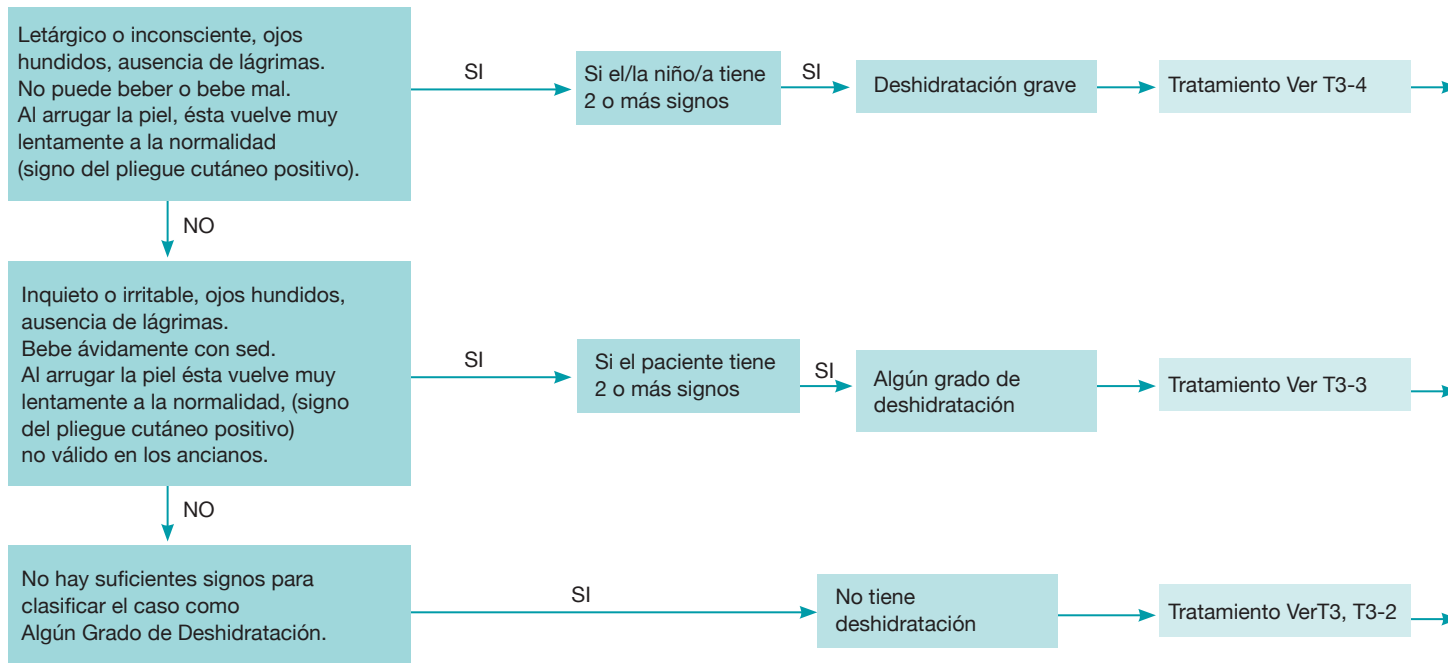 Letárgico o inconsciente, ojos
hundidos, ausencia de lágrimas.
No puede beber o bebe mal.
Al arrugar la piel, ésta vuelve muy
lentamente a la normalidad
(signo del pliegue cutáneo positivo).
SI
Si el/la niño/a tiene
2 o más signos
SI
Deshidratación grave
Tratamiento Ver T3-4
NO
Inquieto o irritable, ojos hundidos,
ausencia de lágrimas.
Bebe ávidamente con sed.
Al arrugar la piel ésta vuelve muy
lentamente a la normalidad, (signo
del pliegue cutáneo positivo)
no válido en los ancianos.
SI
Si el paciente tiene
2 o más signos
SI
Algún grado de
deshidratación
Tratamiento Ver T3-3
NO
No hay suficientes signos para
clasificar el caso como
Algún Grado de Deshidratación.
SI
No tiene
deshidratación
Tratamiento VerT3, T3-2